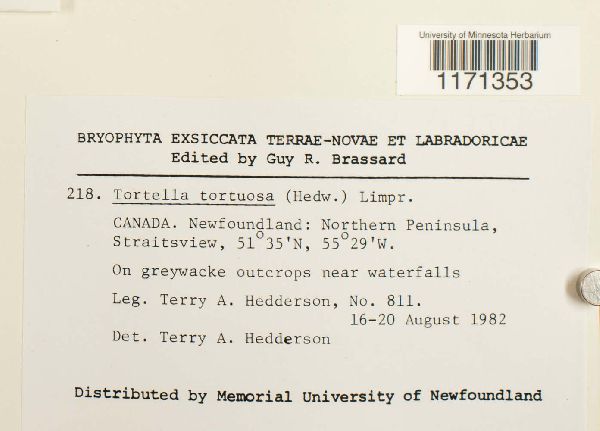 University of Minnesota Herbarium
1171353
BRYOPHYTA EXSICCATA TERRAE-NOVAE ET LABRADORICAE
Edited by Guy R. Brassard
218. Tortella tortuosa (Hedw.) Limpr.
CANADA. Newfoundland: Northern Peninsula,
Straitsview, 51°35'N, 55°29'W.
On greywacke outcrops near waterfalls
Leg. Terry A. Hedderson, No. 811.
16-20 August 1982
Det. Terry A. Hedderson
Distributed by Memorial University of Newfoundland